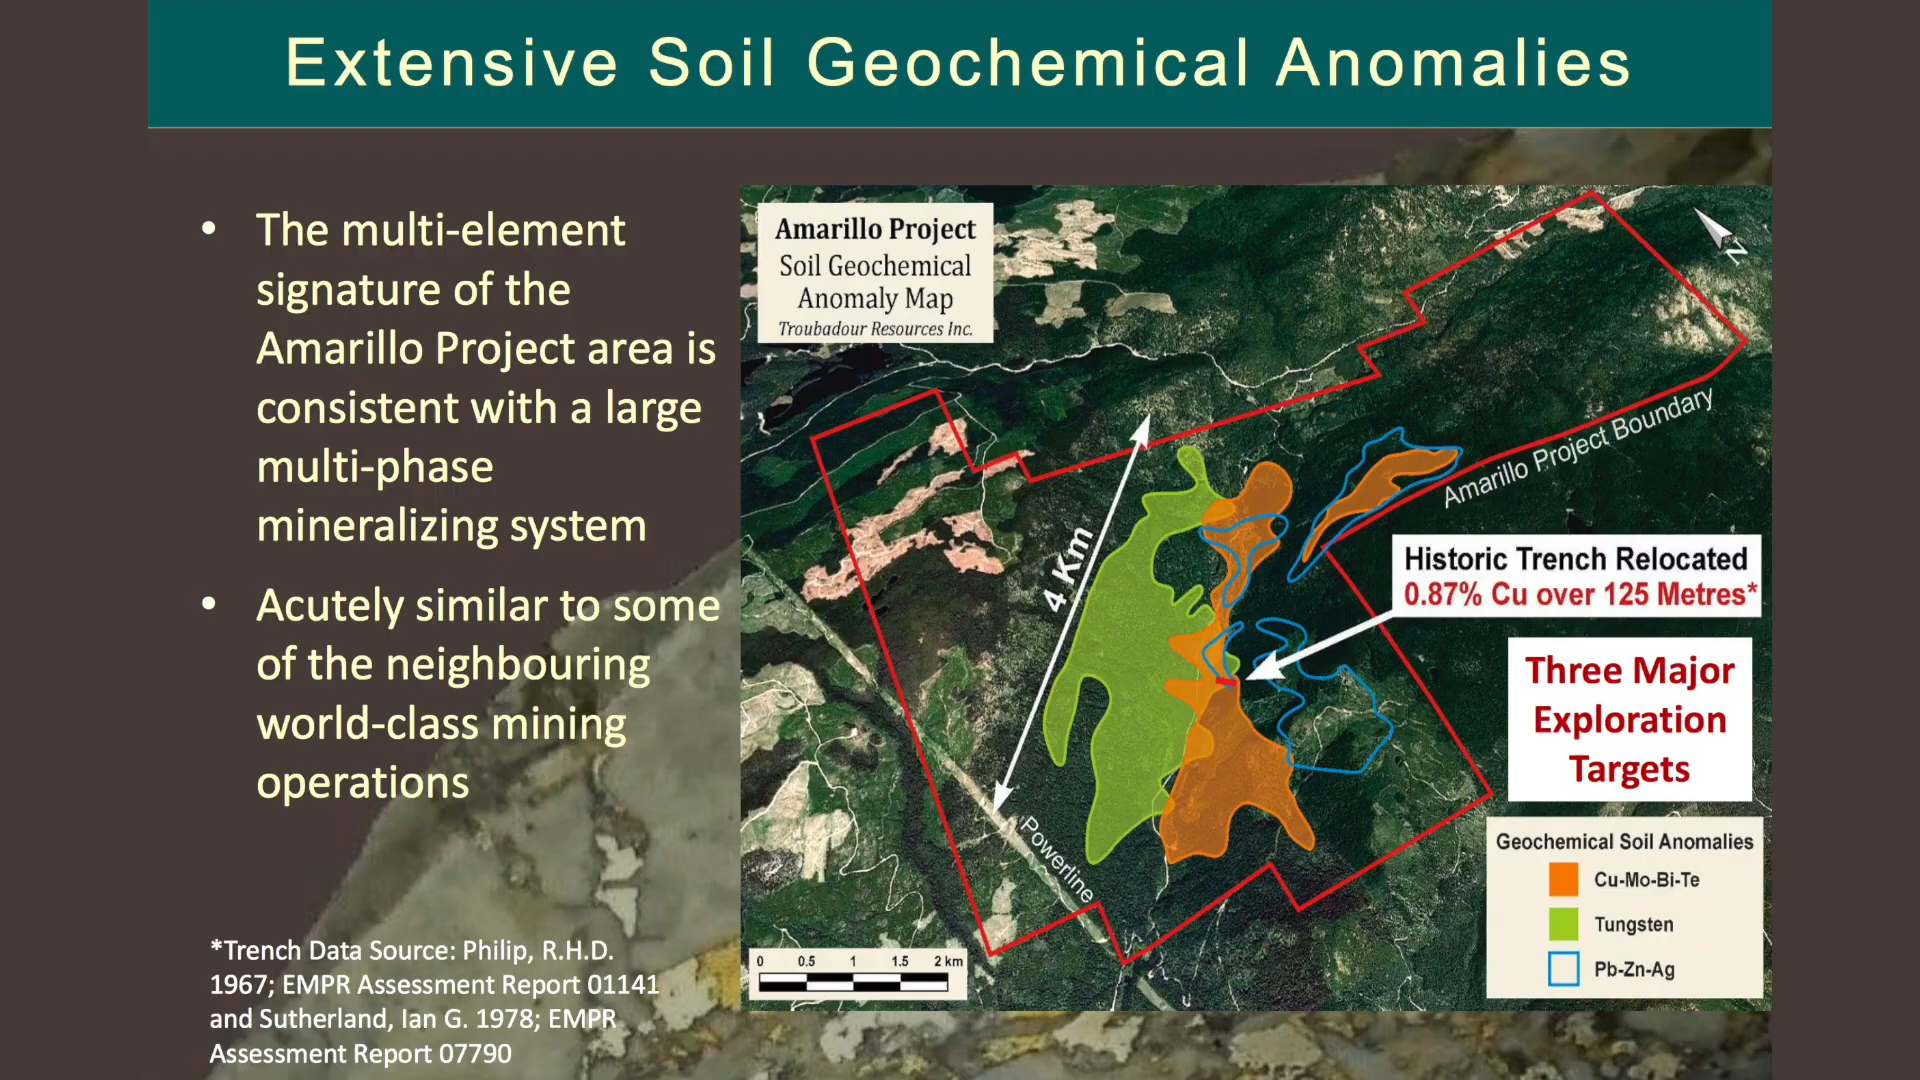 Extensive Soil Geochemical Anomalies
• The multi-element
signature of the
Amarillo Project area is
consistent with a large
multi-phase
mineralizing system
• Acutely similar to some
of the neighbouring
world-class mining
operations
*Trench Data Source: Philip, R.H.D.
1967; EMPR Assessment Report 01141
and Sutherland, Ian G. 1978; EMPR
Assessment Report 07790
Amarillo Project
Soil Geochemical
Anomaly Map
Troubadour Resources Inc.
N
4 Km
Amarillo Project Boundary
Historic Trench Relocated
0.87% Cu over 125 Metres*
Three Major
Exploration
Targets
Powerline
Geochemical Soil Anomalies
Cu-Mo-Bi-Te
Tungsten
Pb-Zn-Ag
0 0.5 1 1.5 2 km